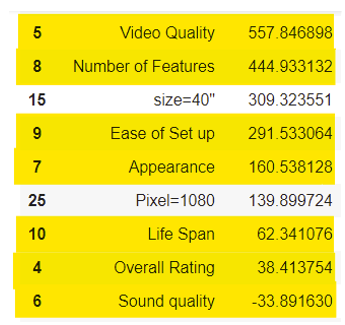 5 Video Quality 557.846898
8 Number of Features 444.933132
15 size=40" 309.323551
9 Ease of Set up 291.533064
7 Appearance 160.538128
25 Pixel=1080 139.899724
10 Life Span 62.341076
4 Overall Rating 38.413754
6 Sound quality -33.891630